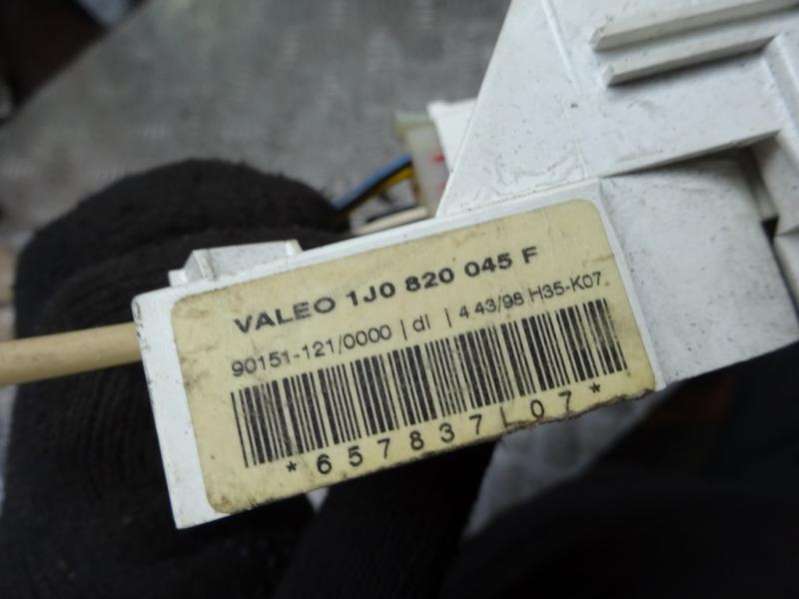 VALEO 1J0 820 045 F
90151-121/0000 | dl | 4 43/98 H35-K07
*657837L07*